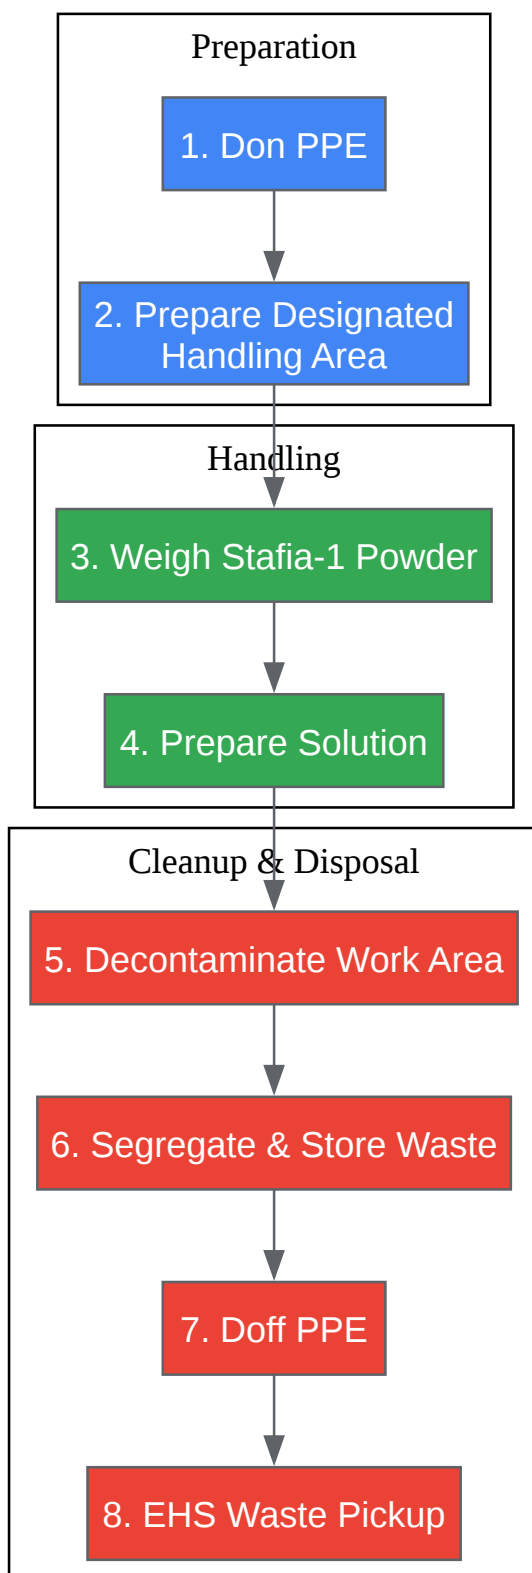 Preparation
1. Don PPE
2. Prepare Designated
Handling Area
Handling
3. Weigh Stafia-1 Powder
4. Prepare Solution
Cleanup & Disposal
5. Decontaminate Work Area
6. Segregate & Store Waste
7. Doff PPE
8. EHS Waste Pickup